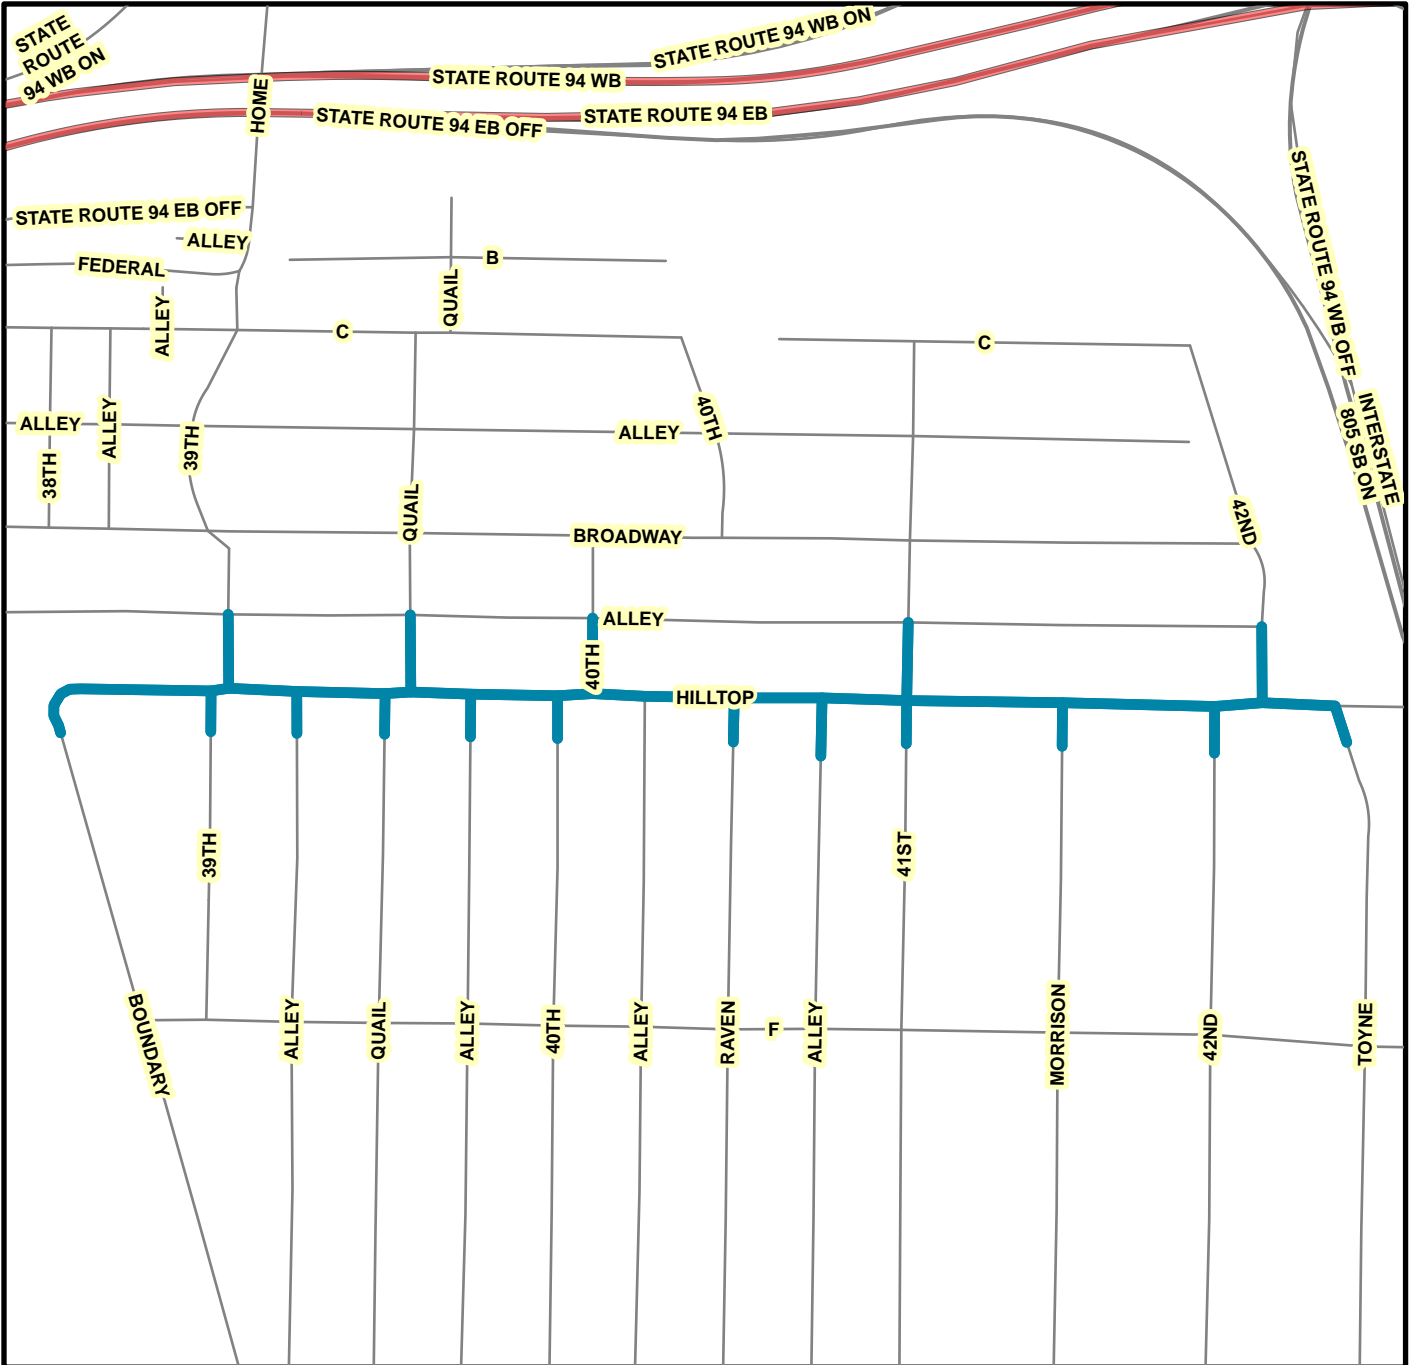 STATE
ROUTE
94 WB ON
STATE ROUTE 94 WB ON
STATE ROUTE 94 WB
HOME
STATE ROUTE 94 EB OFF
STATE ROUTE 94 EB
STATE ROUTE 94 WB OFF
STATE ROUTE 94 EB OFF
ALLEY
FEDERAL
B
QUAIL
ALLEY
C
C
ALLEY
ALLEY
38TH
39TH
ALLEY
40TH
INTERSTATE
805 SB ON
QUAIL
42ND
BROADWAY
ALLEY
40TH
HILLTOP
39TH
41ST
BOUNDARY
ALLEY
QUAIL
ALLEY
40TH
ALLEY
RAVEN
F
ALLEY
MORRISON
42ND
TOYNE